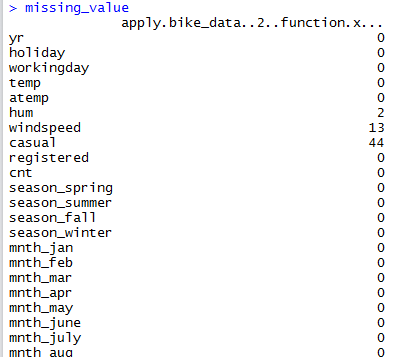 > missing_value
apply.bike_data..2..function.x...
yr 0
holiday 0
workingday 0
temp 0
atemp 0
hum 2
windspeed 13
casual 44
registered 0
cnt 0
season_spring 0
season_summer 0
season_fall 0
season_winter 0
mnth_jan 0
mnth_feb 0
mnth_mar 0
mnth_apr 0
mnth_may 0
mnth_june 0
mnth_july 0
mnth_aug 0